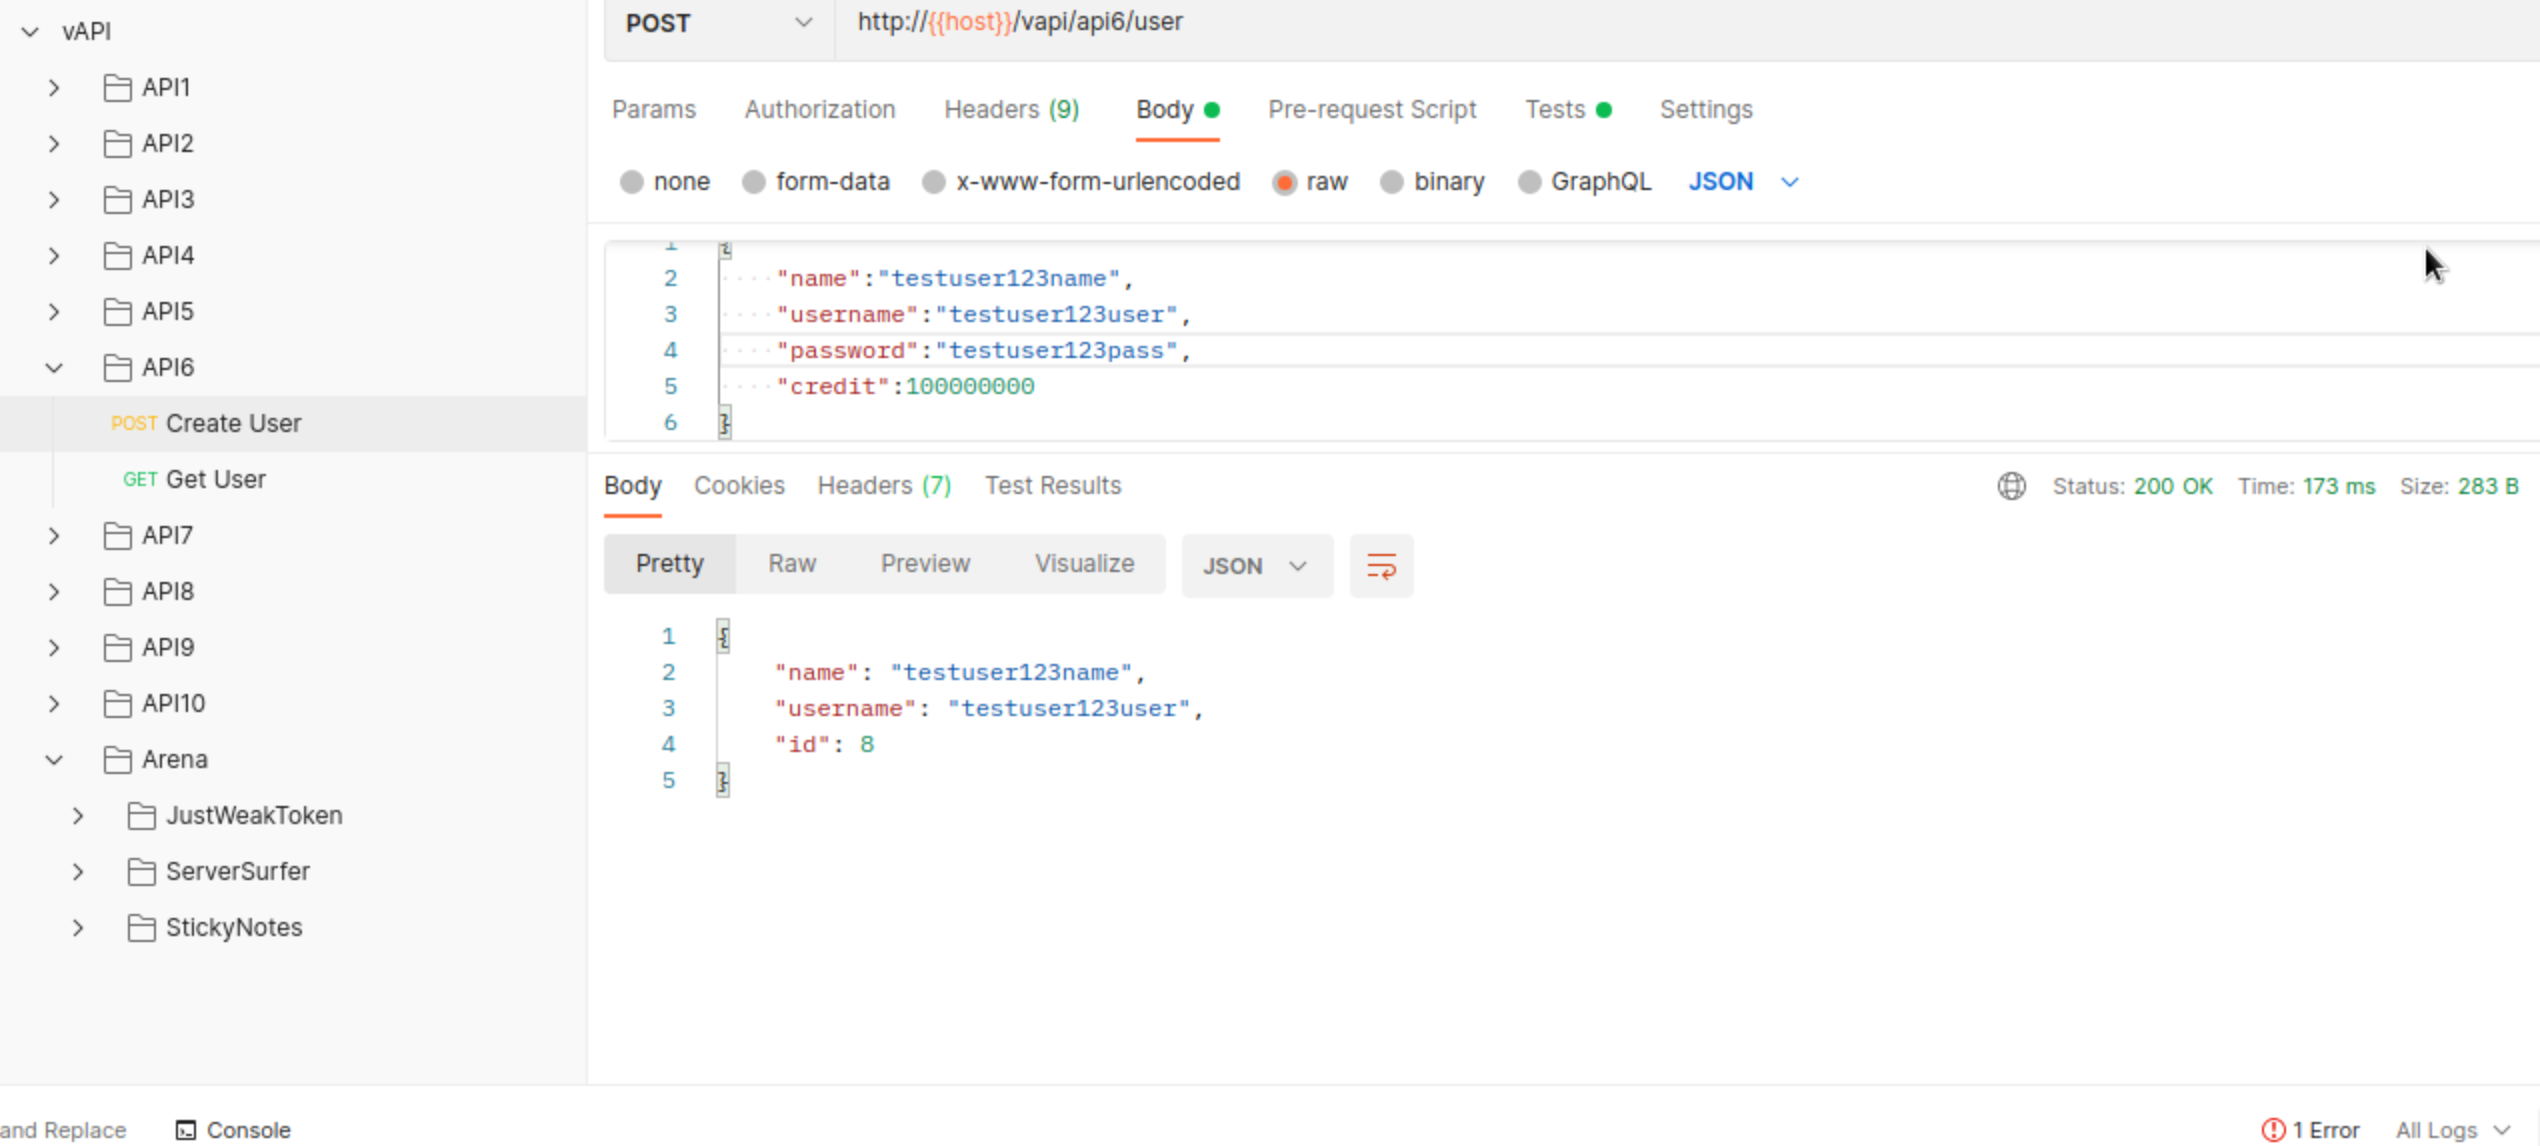 vAPI
API1
API2
API3
API4
API5
API6
POST Create User
GET Get User
API7
API8
API9
API10
Arena
JustWeakToken
ServerSurfer
StickyNotes
POST http://{{host}}/vapi/api6/user
Params Authorization Headers (9) Body Pre-request Script Tests Settings
none form-data x-www-form-urlencoded raw binary GraphQL JSON
1 {
2 "name":"testuser123name",
3 "username":"testuser123user",
4 "password":"testuser123pass",
5 "credit":100000000
6 }
Body Cookies Headers (7) Test Results Status: 200 OK Time: 173 ms Size: 283 B
Pretty Raw Preview Visualize JSON
1 {
2 "name": "testuser123name",
3 "username": "testuser123user",
4 "id": 8
5 }
and Replace Console 1 Error All Logs